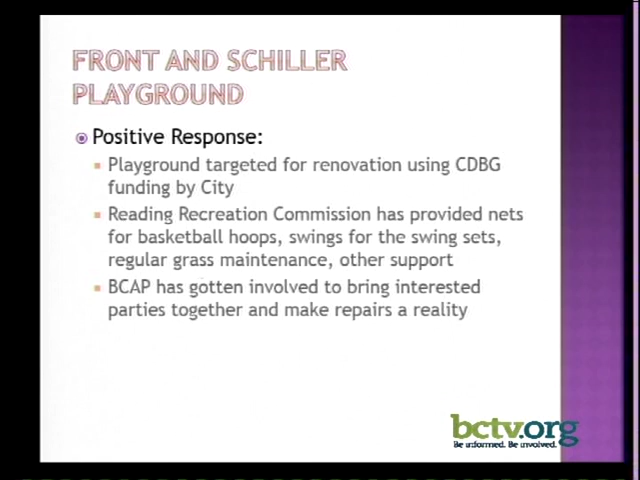 FRONT AND SCHILLER
PLAYGROUND
Positive Response:
Playground targeted for renovation using CDBG
funding by City
Reading Recreation Commission has provided nets
for basketball hoops, swings for the swing sets,
regular grass maintenance, other support
BCAP has gotten involved to bring interested
parties together and make repairs a reality
bctv.org
Be informed. Be involved.